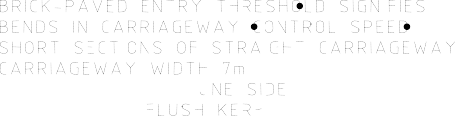 BRICK-PAVED ENTRY THRESHOLD SIGNIFIES
BENDS IN CARRIAGEWAY CONTROL SPEED
SHORT SECTIONS OF STRAIGHT CARRIAGEWAY
CARRIAGEWAY WIDTH 7m
ONE SIDE
FLUSH KERB